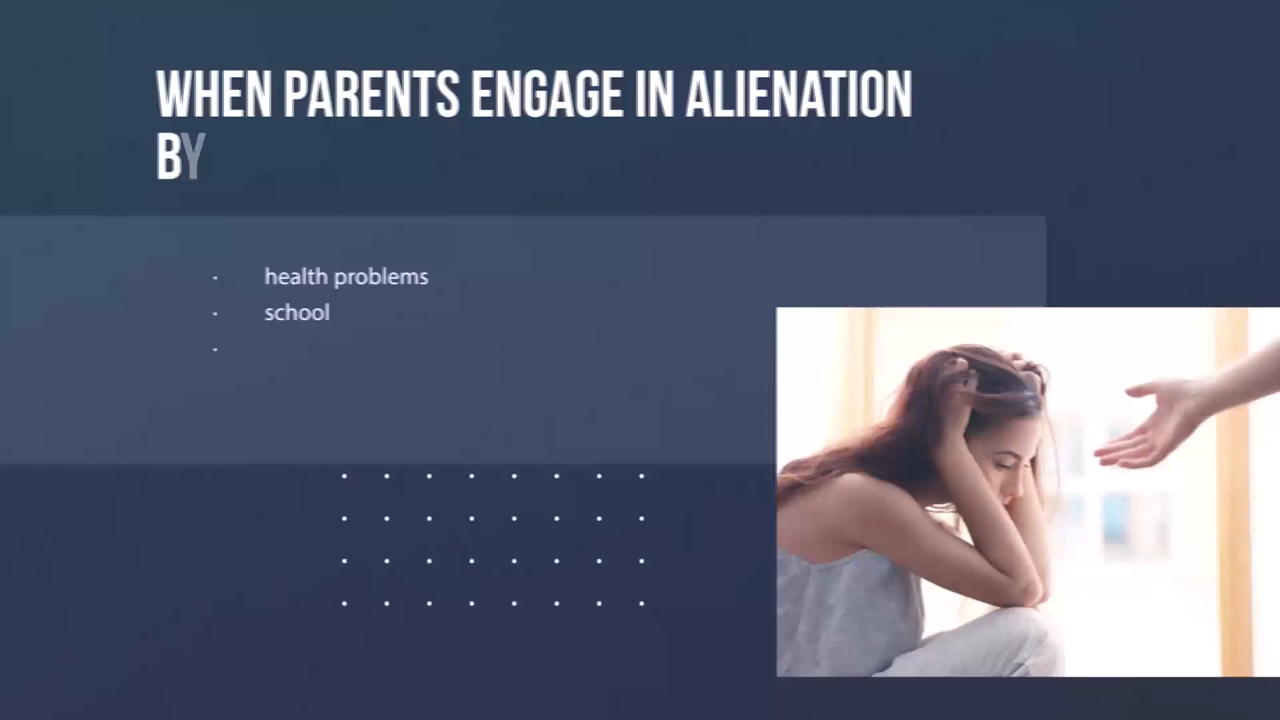 WHEN PARENTS ENGAGE IN ALIENATION
BY
· health problems
· school
·